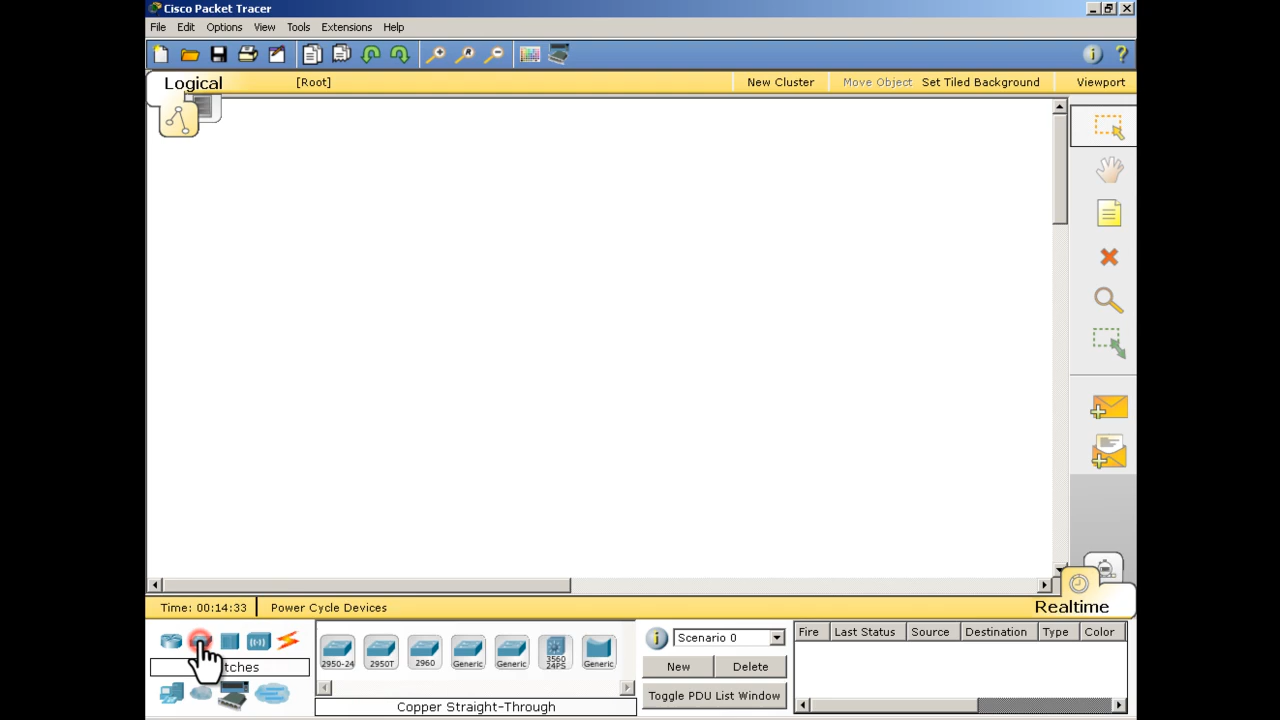 Cisco Packet Tracer
File Edit Options View Tools Extensions Help
Logical [Root] New Cluster Move Object Set Tiled Background Viewport
Time: 00:14:33 Power Cycle Devices Realtime
tches
2950-24 2950T 2960 Generic Generic 3560 24PS Generic
Copper Straight-Through
Scenario 0
New Delete
Toggle PDU List Window
Fire Last Status Source Destination Type Color